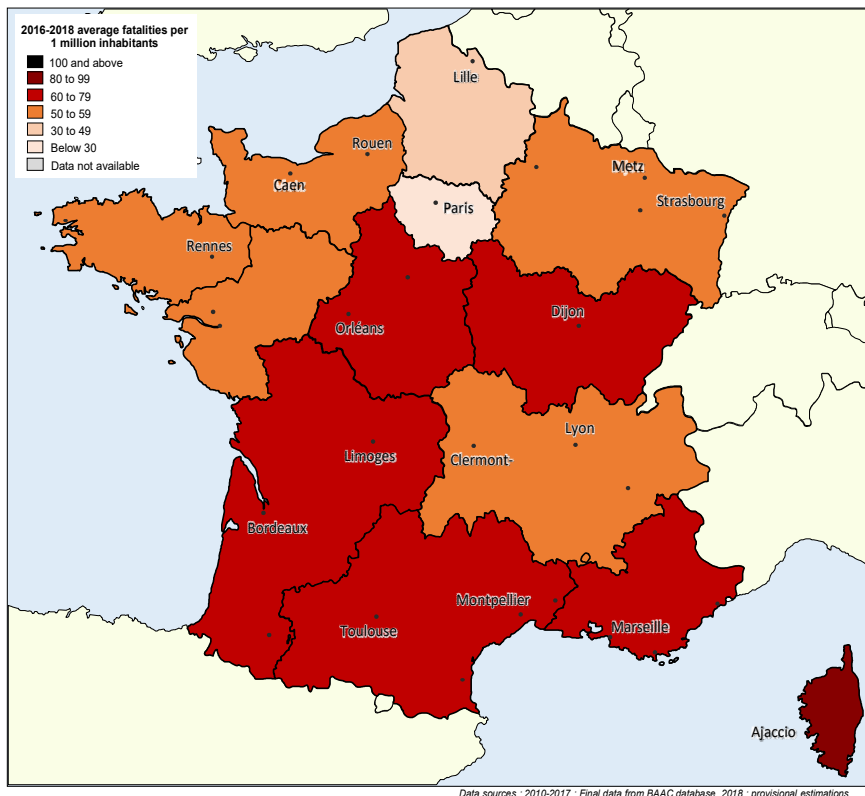 2016-2018 average fatalities per
1 million inhabitants
100 and above
80 to 99
60 to 79
50 to 59
30 to 49
Below 30
Data not available
Lille
Rouen
Caen
Metz
Paris
Strasbourg
Rennes
Orléans
Dijon
Lyon
Limoges
Clermont-
Bordeaux
Montpellier
Toulouse
Marseille
Ajaccio
Data sources : 2010-2017 : Final data from BAAC database, 2018 : provisional estimations